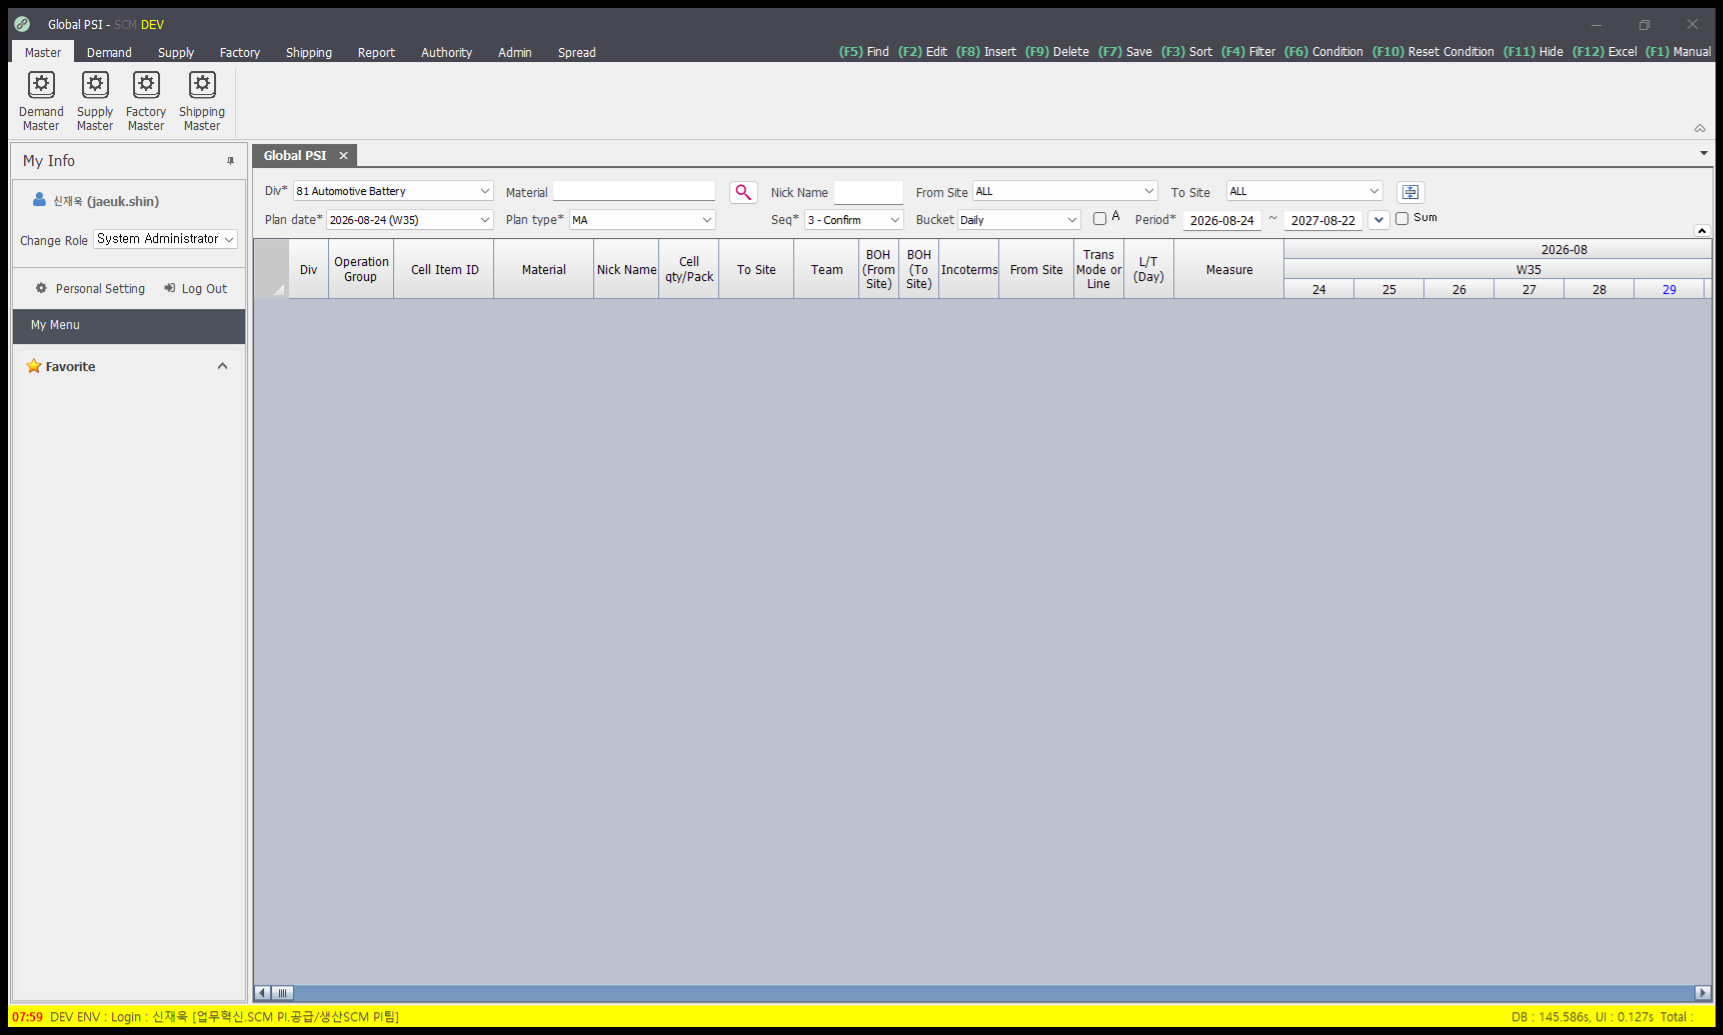 Global PSI - SCM DEV
Master Demand Supply Factory Shipping Report Authority Admin Spread
(F5) Find (F2) Edit (F8) Insert (F9) Delete (F7) Save (F3) Sort (F4) Filter (F6) Condition (F10) Reset Condition (F11) Hide (F12) Excel (F1) Manual
Demand Master
Supply Master
Factory Master
Shipping Master
My Info
신재욱 (jaeuk.shin)
Change Role System Administrator
Personal Setting Log Out
My Menu
Favorite
Global PSI
Div* 81 Automotive Battery Material Nick Name From Site ALL To Site ALL
Plan date* 2026-08-24 (W35) Plan type* MA Seq* 3 - Confirm Bucket Daily A Period* 2026-08-24 ~ 2027-08-22 Sum
Div
Operation Group
Cell Item ID
Material
Nick Name
Cell qty/Pack
To Site
Team
BOH (From Site)
BOH (To Site)
Incoterms
From Site
Trans Mode or Line
L/T (Day)
Measure
2026-08
W35
24 25 26 27 28 29
07:59 DEV ENV : Login : 신재욱 [업무혁신.SCM PI.공급/생산SCM PI팀]
DB : 145.586s, UI : 0.127s Total :